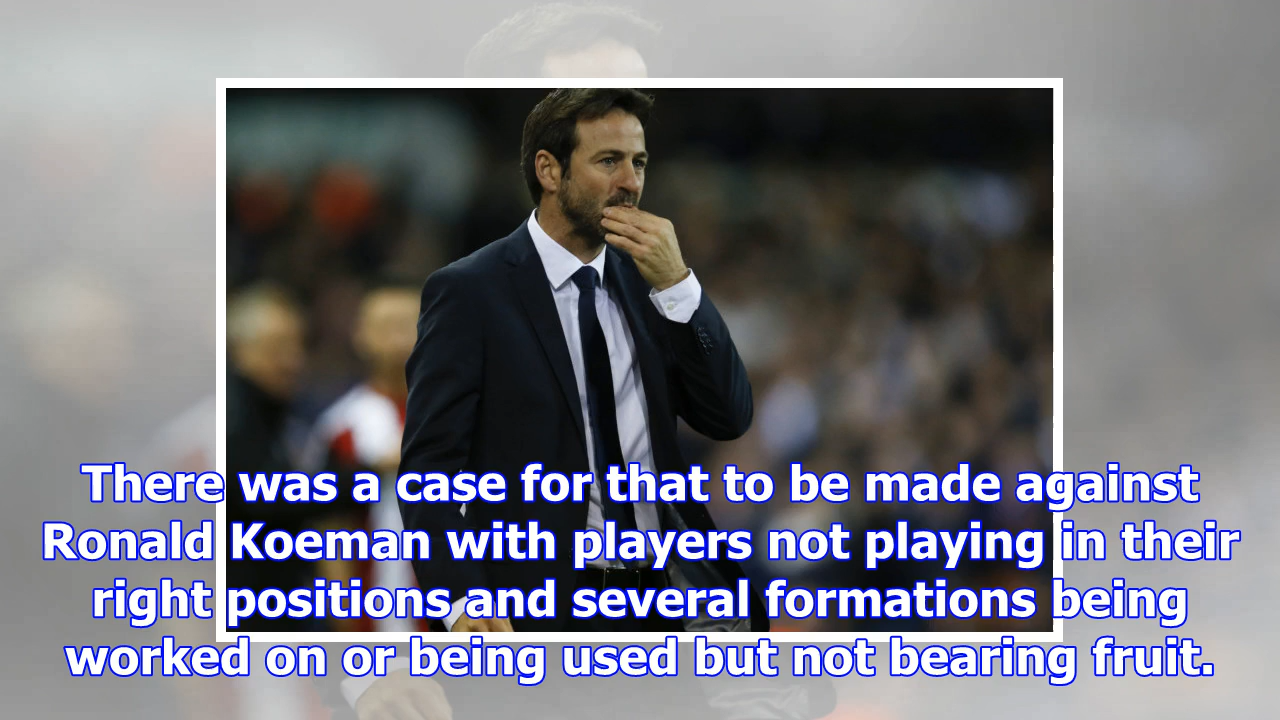 There was a case for that to be made against
Ronald Koeman with players not playing in their
right positions and several formations being
worked on or being used but not bearing fruit.